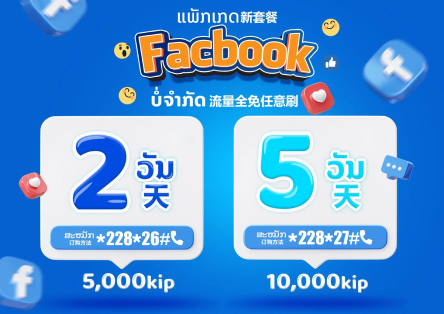 ແພັກເກດ新套餐
Facbook
ບໍ່ຈຳກັດ 流量全免任意刷
2 ວັນ 天
ສະໝັກ 订购方法 *228*26#
5,000kip
5 ວັນ 天
ສະໝັກ 订购方法 *228*27#
10,000kip